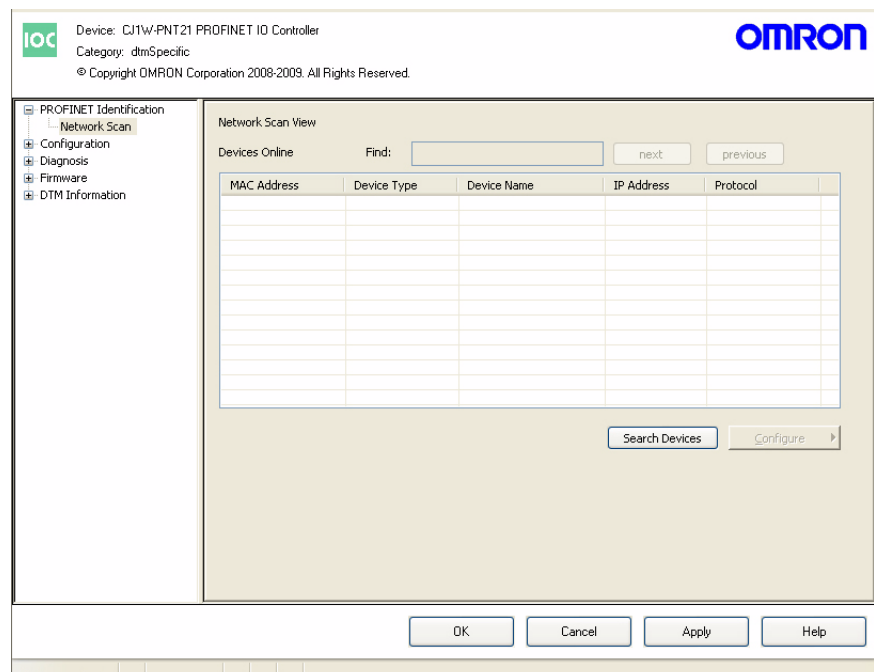 IOC
Device: CJ1W-PNT21 PROFINET IO Controller
Category: dtmSpecific
© Copyright OMRON Corporation 2008-2009. All Rights Reserved.
OMRON
PROFINET Identification
Network Scan
Configuration
Diagnosis
Firmware
DTM Information
Network Scan View
Devices Online Find: next previous
MAC Address Device Type Device Name IP Address Protocol
Search Devices Configure
OK Cancel Apply Help